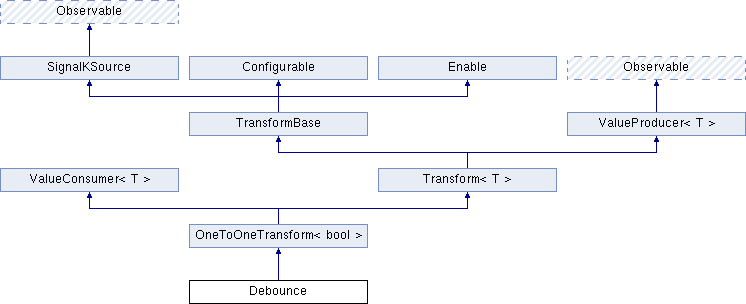 Observable
SignalKSource
Configurable
Enable
Observable
TransformBase
ValueProducer< T >
ValueConsumer< T >
Transform< T >
OneToOneTransform< bool >
Debounce